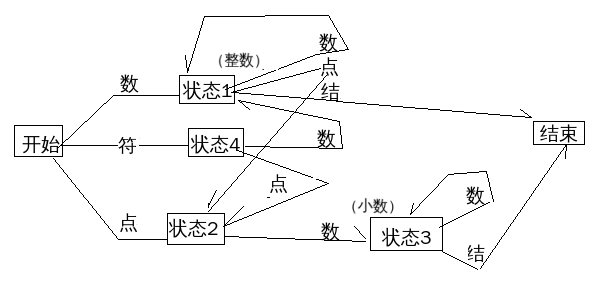 数
（整数）
点
数
状态1
结
开始
符
状态4
数
结束
点
点
（小数）
数
状态2
数
状态3
结